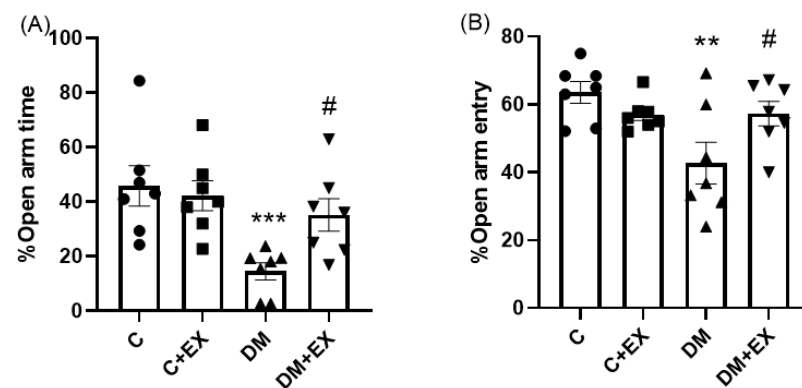 (A)
%Open arm time
100
80
60
40
20
0
***
#
C
C+EX
DM
DM+EX
(B)
%Open arm entry
80
60
40
20
0
**
#
C
C+EX
DM
DM+EX